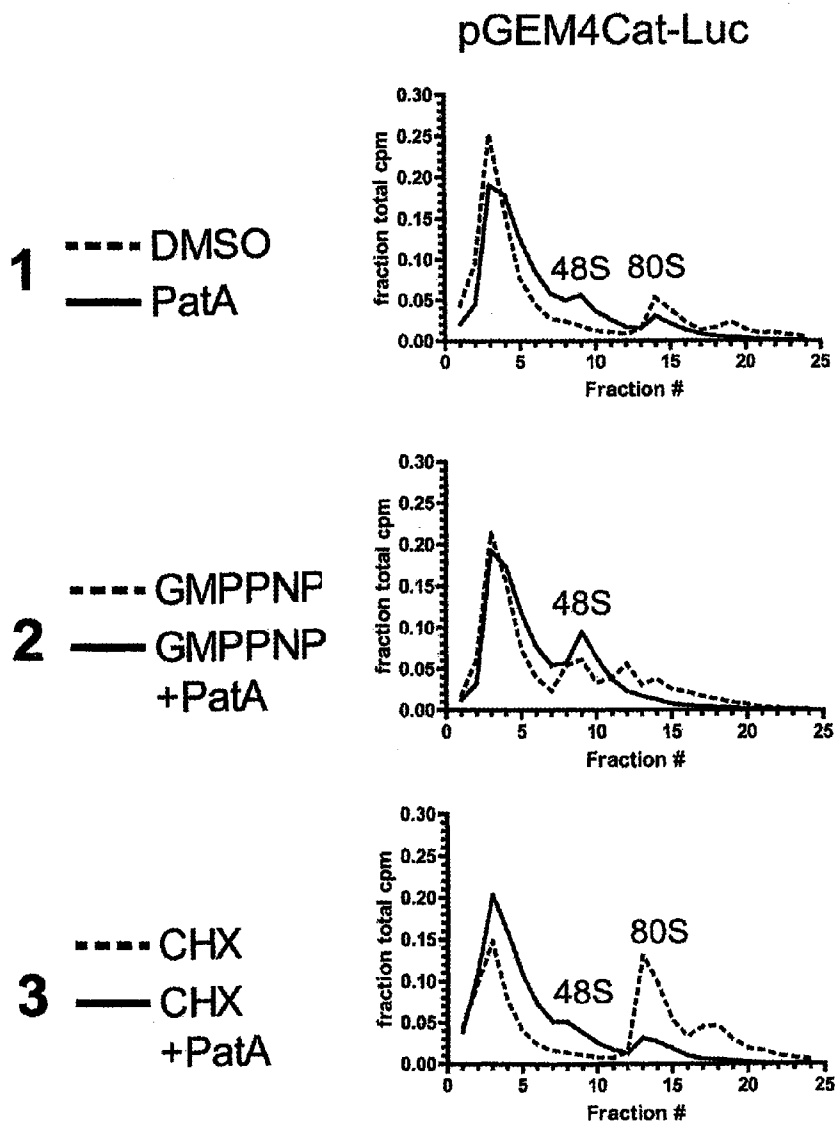 pGEM4Cat-Luc
1
DMSO
PatA
fraction total cpm
0.30
0.25
0.20
0.15
0.10
0.05
0.00
48S
80S
0 5 10 15 20 25
Fraction #
2
GMPPNP
GMPPNP
+PatA
fraction total cpm
0.30
0.25
0.20
0.15
0.10
0.05
0.00
48S
0 5 10 15 20 25
Fraction #
3
CHX
CHX
+PatA
fraction total cpm
0.30
0.25
0.20
0.15
0.10
0.05
0.00
48S
80S
0 5 10 15 20 25
Fraction #